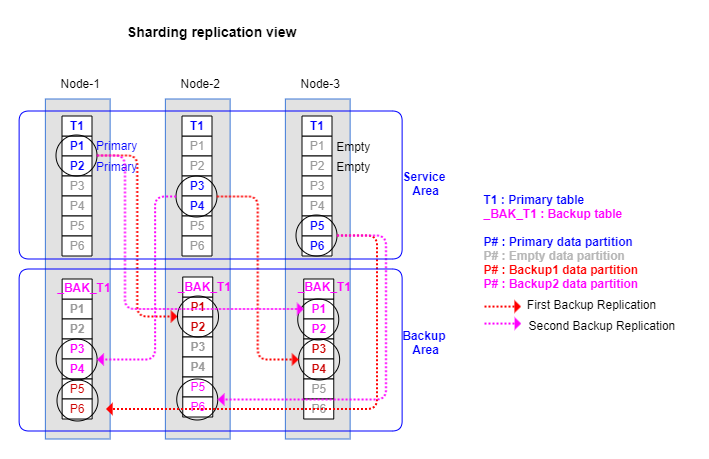 Sharding replication view
Node-1
Node-2
Node-3
T1
T1
T1
P1
Primary
P1
P1
Empty
P2
Primary
P2
P2
Empty
P3
P3
P3
P4
P4
P4
P5
P5
P5
P6
P6
P6
Service
Area
_BAK_T1
_BAK_T1
_BAK_T1
P1
P1
P1
P2
P2
P2
P3
P3
P3
P4
P4
P4
P5
P5
P5
P6
P6
P6
Backup
Area
T1 : Primary table
_BAK_T1 : Backup table
P# : Primary data partition
P# : Empty data partition
P# : Backup1 data partition
P# : Backup2 data partition
First Backup Replication
Second Backup Replication